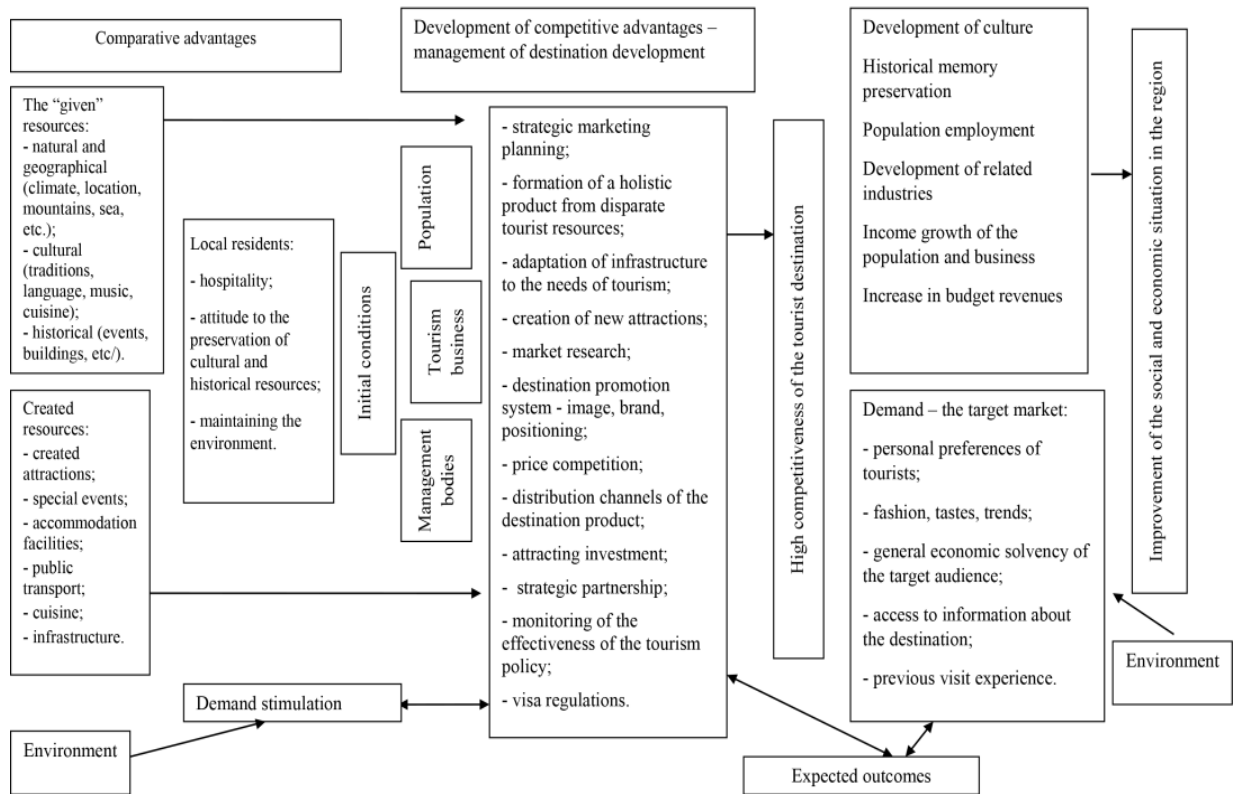 Comparative advantages
Development of competitive advantages –
management of destination development
The “given”
resources:
- natural and
geographical
(climate, location,
mountains, sea,
etc.);
- cultural
(traditions,
language, music,
cuisine);
- historical (events,
buildings, etc/).
Created
resources:
- created
attractions;
- special events;
- accommodation
facilities;
- public
transport;
- cuisine;
- infrastructure.
Environment
Local residents:
- hospitality;
- attitude to the
preservation of
cultural and
historical resources;
- maintaining the
environment.
Demand stimulation
Initial conditions
Population
Tourism
business
Management
bodies
- strategic marketing
planning;
- formation of a holistic
product from disparate
tourist resources;
- adaptation of infrastructure
to the needs of tourism;
- creation of new attractions;
- market research;
- destination promotion
system - image, brand,
positioning;
- price competition;
- distribution channels of the
destination product;
- attracting investment;
- strategic partnership;
- monitoring of the
effectiveness of the tourism
policy;
- visa regulations.
High competitiveness of the tourist destination
Development of culture
Historical memory
preservation
Population employment
Development of related
industries
Income growth of the
population and business
Increase in budget revenues
Demand – the target market:
- personal preferences of
tourists;
- fashion, tastes, trends;
- general economic solvency of
the target audience;
- access to information about
the destination;
- previous visit experience.
Improvement of the social and economic situation in the region
Environment
Expected outcomes